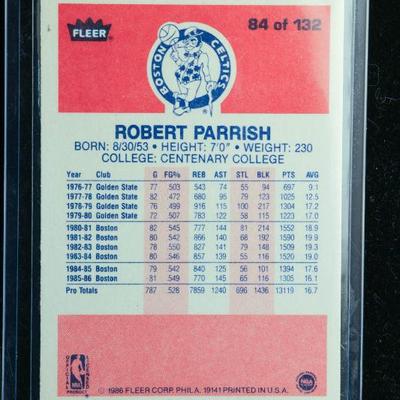 FLEER
84 of 132
BOSTON CELTICS
ROBERT PARRISH
BORN: 8/30/53 • HEIGHT: 7'0" • WEIGHT: 230
COLLEGE: CENTENARY COLLEGE
Year Club G FG% REB AST STL BLK PTS AVG
1976-77 Golden State 77 .503 543 74 55 94 697 9.1
1977-78 Golden State 82 .472 680 95 79 123 1025 12.5
1978-79 Golden State 76 .499 916 115 100 217 1304 17.2
1979-80 Golden State 72 .507 783 122 58 115 1223 17.0
1980-81 Boston 82 .545 777 144 81 214 1552 18.9
1981-82 Boston 80 .542 866 140 68 192 1590 19.9
1982-83 Boston 78 .550 827 141 79 148 1509 19.3
1983-84 Boston 80 .546 857 139 55 116 1520 19.0
1984-85 Boston 79 .542 840 125 56 101 1394 17.6
1985-86 Boston 81 .549 770 145 65 116 1305 16.1
Pro Totals 787 .528 7859 1240 696 1436 13119 16.7
OFFICIAL LICENSED
NBA
PRODUCT
© 1986 FLEER CORP. PHILA. 19141 PRINTED IN U.S.A.